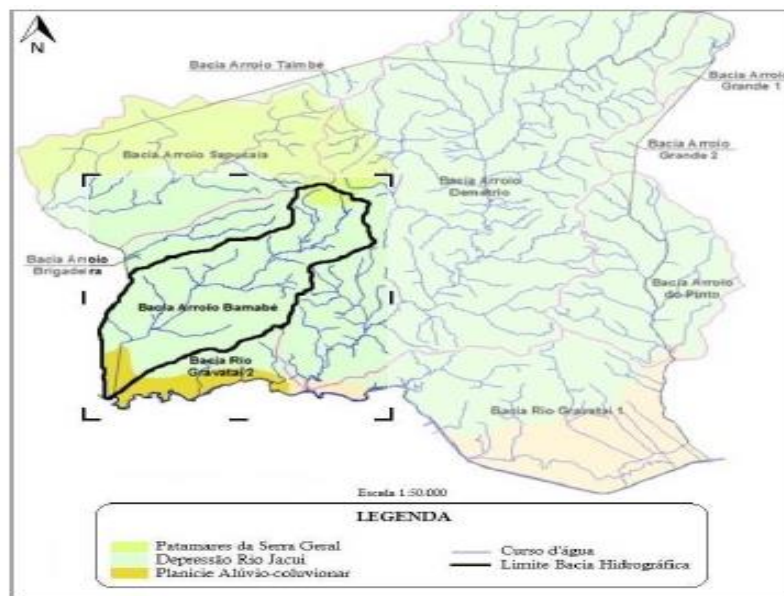 N
Bacia Arroio Taimbé
Bacia Arroio
Grande 1
Bacia Arroio
Grande 2
Bacia Arroio Sapucaia
Bacia Arroio
Demetrio
Bacia Arroio
Brigadeira
Bacia Arroio
do Pinto
Bacia Arroio Barnabé
Bacia Rio
Gravataí 2
Bacia Rio Gravataí 1
Escala 1:50.000
LEGENDA
Patamares da Serra Geral
Depressão Rio Jacuí
Planicie Alúvio-coluvionar
Curso d'água
Limite Bacia Hidrográfica